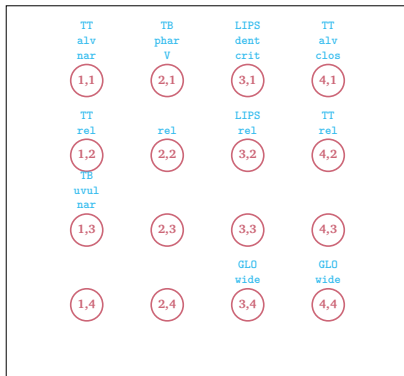 TT TB LIPS TT
alv phar dent alv
nar V crit clos
1,1 2,1 3,1 4,1
TT LIPS TT
rel rel rel rel
1,2 2,2 3,2 4,2
TB
uvul
nar
1,3 2,3 3,3 4,3
GLO GLO
wide wide
1,4 2,4 3,4 4,4